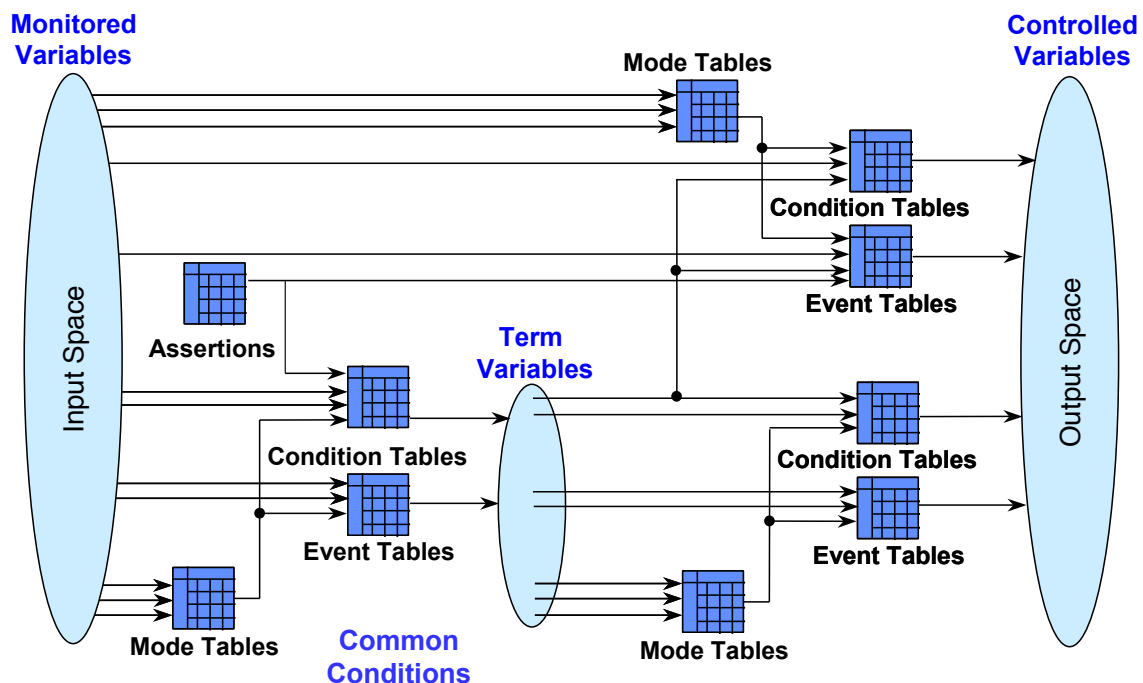 Monitored
Variables
Controlled
Variables
Mode Tables
Condition Tables
Event Tables
Input Space
Assertions
Term
Variables
Output Space
Condition Tables
Condition Tables
Event Tables
Event Tables
Mode Tables
Common
Conditions
Mode Tables